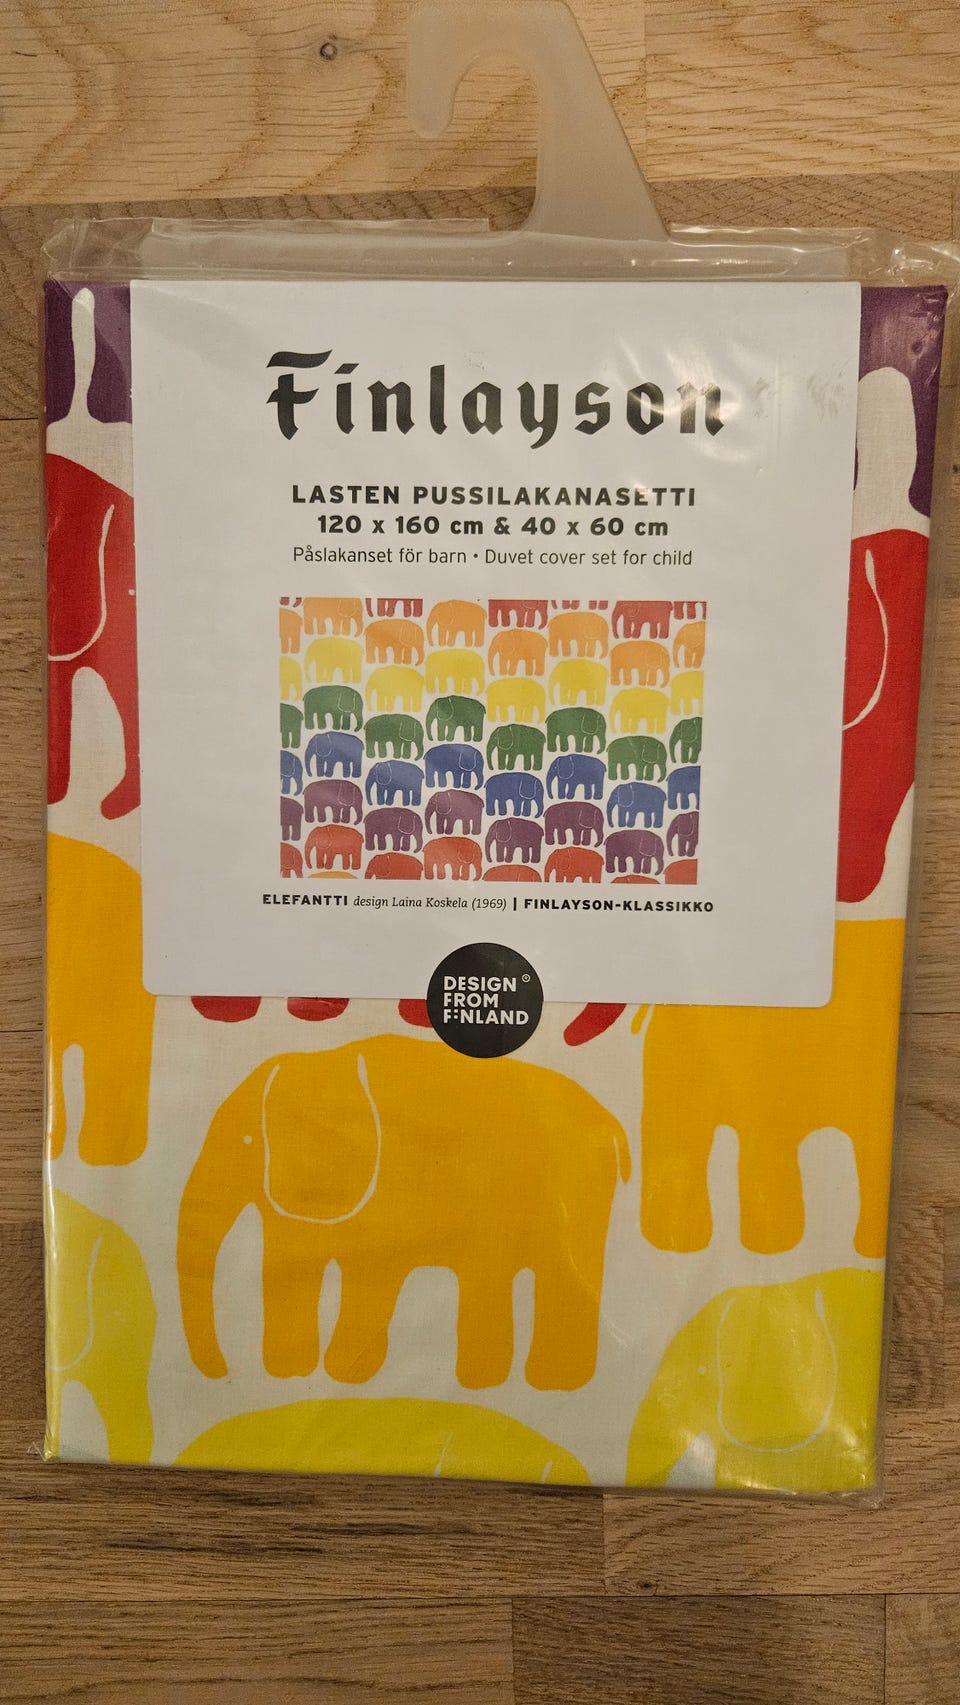 Finlayson
LASTEN PUSSILAKANASETTI
120 x 160 cm & 40 x 60 cm
Påslakanset för barn • Duvet cover set for child
ELEFANTTI design Laina Koskela (1969) | FINLAYSON-KLASSIKKO
DESIGN ®
FROM
FINLAND